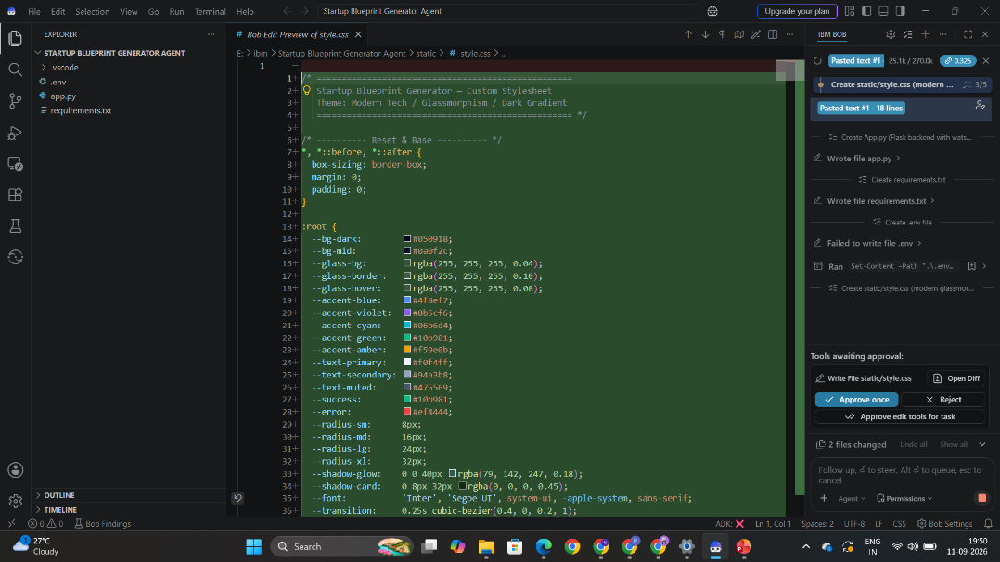 File Edit Selection View Go Run Terminal Help
Startup Blueprint Generator Agent
Upgrade your plan
EXPLORER
STARTUP BLUEPRINT GENERATOR AGENT
.vscode
.env
app.py
requirements.txt
OUTLINE
TIMELINE
# Bob Edit Preview of style.css
E: > ibm > Startup Blueprint Generator Agent > static > # style.css > ...
1 −
1+ /* ===================================================
2+ Startup Blueprint Generator — Custom Stylesheet
3+ Theme: Modern Tech / Glassmorphism / Dark Gradient
4+ =================================================== */
5+
6+ /* ---------- Reset & Base ---------- */
7+ *, *::before, *::after {
8+ box-sizing: border-box;
9+ margin: 0;
10+ padding: 0;
11+ }
12+
13+ :root {
14+ --bg-dark: #050918;
15+ --bg-mid: #0a0f2c;
16+ --glass-bg: rgba(255, 255, 255, 0.04);
17+ --glass-border: rgba(255, 255, 255, 0.10);
18+ --glass-hover: rgba(255, 255, 255, 0.08);
19+ --accent-blue: #4f8ef7;
20+ --accent-violet: #8b5cf6;
21+ --accent-cyan: #06b6d4;
22+ --accent-green: #10b981;
23+ --accent-amber: #f59e0b;
24+ --text-primary: #f0f4ff;
25+ --text-secondary: #94a3b8;
26+ --text-muted: #475569;
27+ --success: #10b981;
28+ --error: #ef4444;
29+ --radius-sm: 8px;
30+ --radius-md: 16px;
31+ --radius-lg: 24px;
32+ --radius-xl: 32px;
33+ --shadow-glow: 0 0 40px rgba(79, 142, 247, 0.18);
34+ --shadow-card: 0 8px 32px rgba(0, 0, 0, 0.45);
35+ --font: 'Inter', 'Segoe UI', system-ui, -apple-system, sans-serif;
36+ --transition: 0.25s cubic-bezier(0.4, 0, 0.2, 1);
IBM BOB
Pasted text #1 25.1k / 270.0k 0.325
Create static/style.css (modern ... 3/5
Pasted text #1 - 18 lines
Create App.py (Flask backend with wats...
Wrote file app.py >
Create requirements.txt
Wrote file requirements.txt >
Create .env file
Failed to write file .env >
Ran Set-Content -Path ".\.env...
Create static/style.css (modern glassmor...
Tools awaiting approval:
Write File static/style.css Open Diff
Approve once Reject
Approve edit tools for task
2 files changed Undo all Show all
Follow up, ⏎ to steer, Alt ⏎ to queue, esc to
cancel
Agent Permissions
0 0 Bob Findings
ADK: Ln 1, Col 1 Spaces: 2 UTF-8 LF CSS Bob Settings
27°C
Cloudy
Search
ENG
IN
19:50
11-09-2026